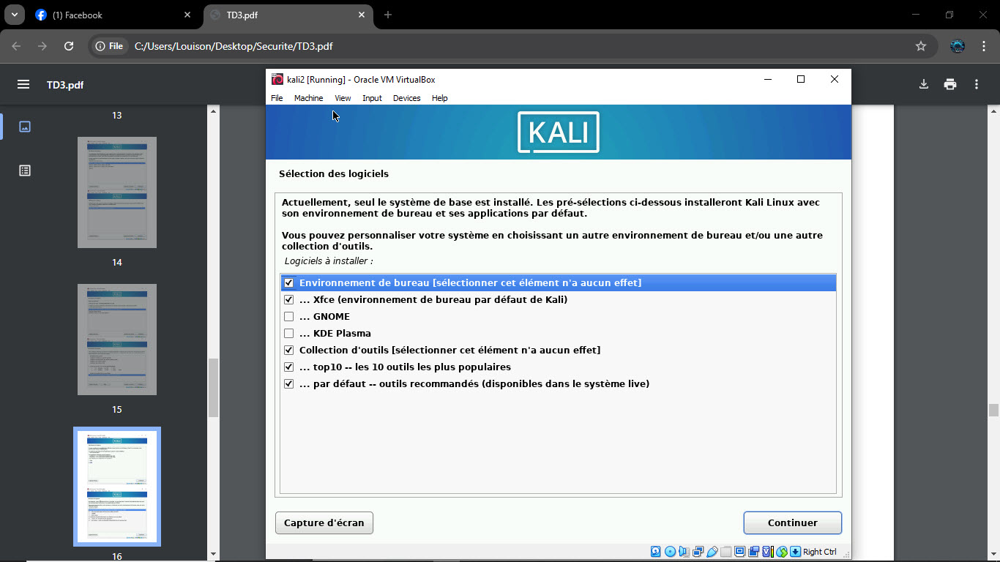 (1) Facebook
TD3.pdf
File
C:/Users/Louison/Desktop/Securite/TD3.pdf
TD3.pdf
13
14
15
16
kali2 [Running] - Oracle VM VirtualBox
File Machine View Input Devices Help
KALI
Sélection des logiciels
Actuellement, seul le système de base est installé. Les pré-sélections ci-dessous installeront Kali Linux avec
son environnement de bureau et ses applications par défaut.
Vous pouvez personnaliser votre système en choisissant un autre environnement de bureau et/ou une autre
collection d'outils.
Logiciels à installer :
Environnement de bureau [sélectionner cet élément n'a aucun effet]
... Xfce (environnement de bureau par défaut de Kali)
... GNOME
... KDE Plasma
Collection d'outils [sélectionner cet élément n'a aucun effet]
... top10 -- les 10 outils les plus populaires
... par défaut -- outils recommandés (disponibles dans le système live)
Capture d'écran
Continuer
Right Ctrl